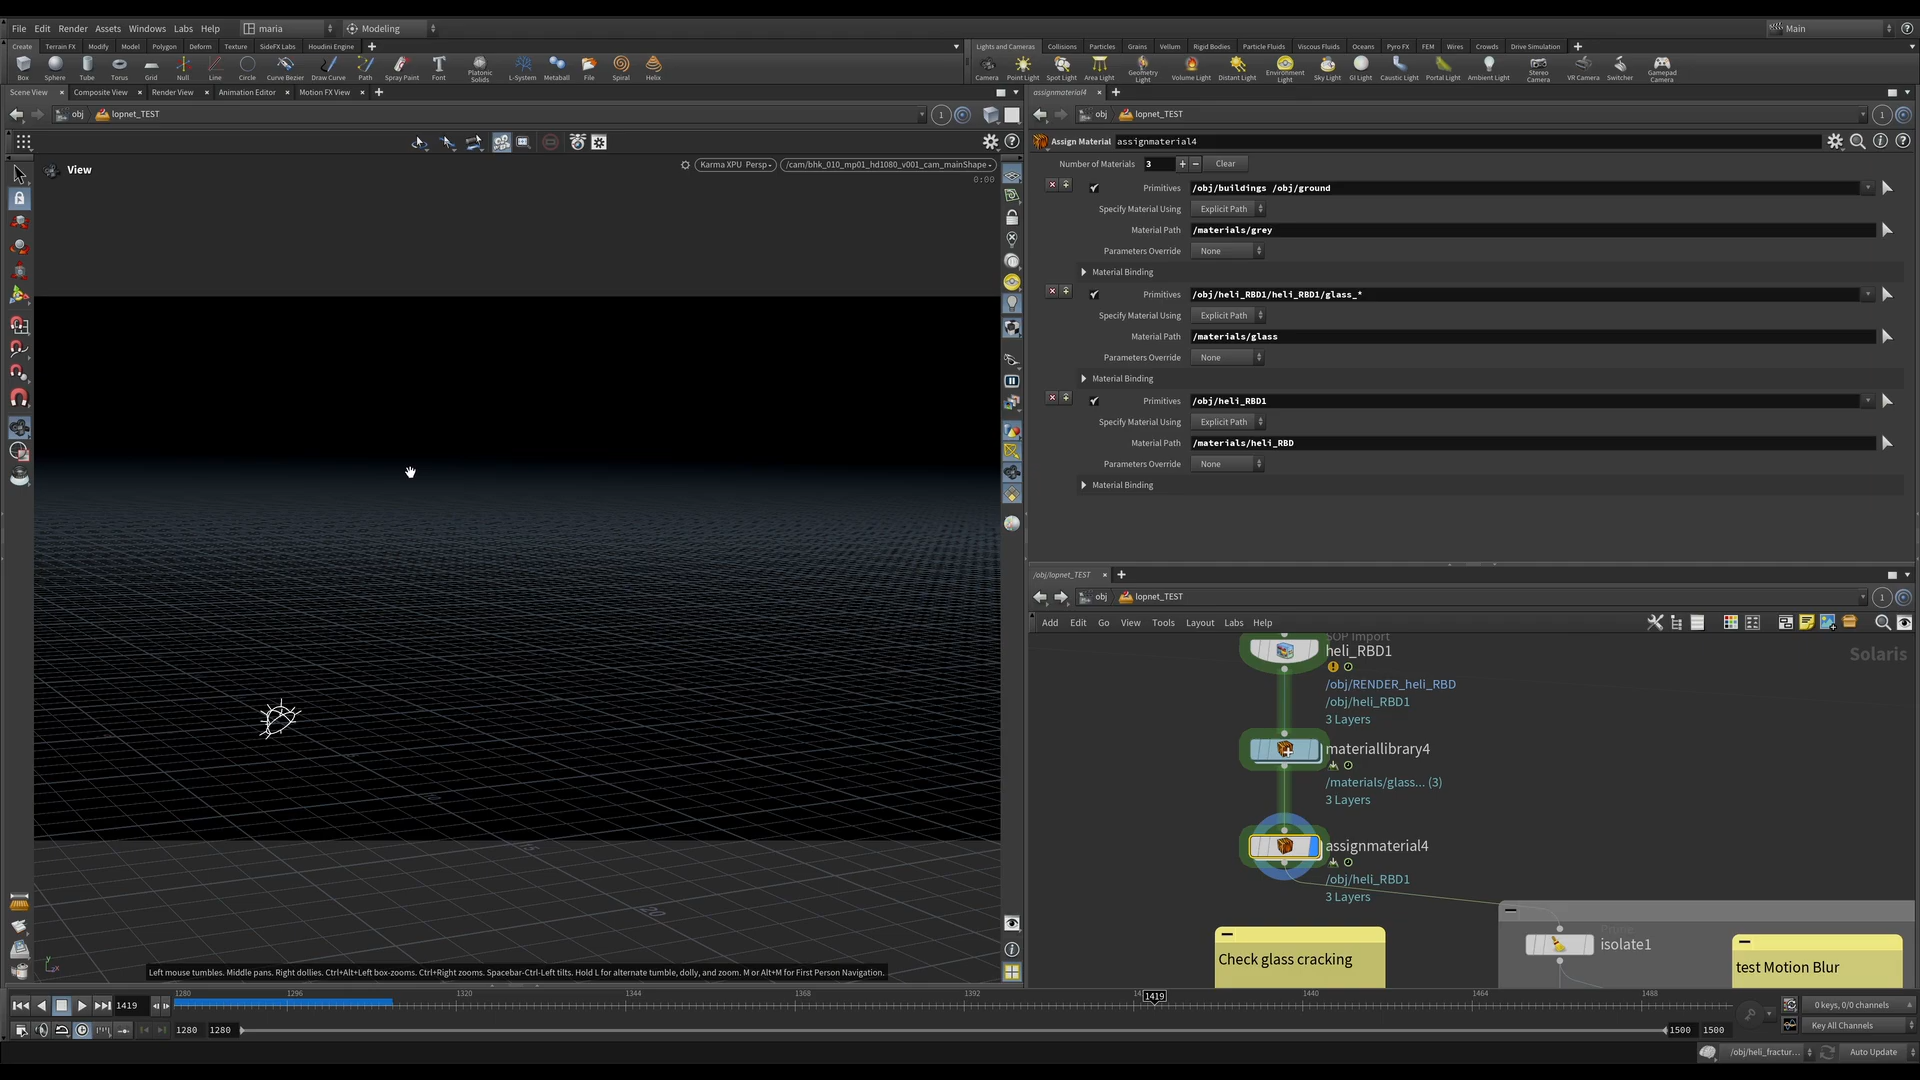 File Edit Render Assets Windows Labs Help maria Modeling Main
Create Terrain FX Modify Model Polygon Deform Texture SideFX Labs Houdini Engine
Lights and Cameras Collisions Particles Grains Vellum Rigid Bodies Particle Fluids Viscous Fluids Oceans Pyro FX FEM Wires Crowds Drive Simulation
Box Sphere Tube Torus Grid Null Line Circle Curve Bezier Draw Curve Path Spray Paint Font Platonic Solids L-System Metaball File Spiral Helix
Camera Point Light Spot Light Area Light Geometry Light Volume Light Distant Light Environment Light Sky Light GI Light Caustic Light Portal Light Ambient Light Stereo Camera VR Camera Switcher Gamepad Camera
Scene View Composite View Render View Animation Editor Motion FX View
obj lopnet_TEST 1
View
Karma XPU Persp /cam/bhk_010_mp01_hd1080_v001_cam_mainShape
0:00
Left mouse tumbles. Middle pans. Right dollies. Ctrl+Alt+Left box-zooms. Ctrl+Right zooms. Spacebar-Ctrl-Left tilts. Hold L for alternate tumble, dolly, and zoom. M or Alt+M for First Person Navigation.
assignmaterial4
obj lopnet_TEST 1
Assign Material assignmaterial4
Number of Materials 3 Clear
Primitives /obj/buildings /obj/ground
Specify Material Using Explicit Path
Material Path /materials/grey
Parameters Override None
Material Binding
Primitives /obj/heli_RBD1/heli_RBD1/glass_*
Specify Material Using Explicit Path
Material Path /materials/glass
Parameters Override None
Material Binding
Primitives /obj/heli_RBD1
Specify Material Using Explicit Path
Material Path /materials/heli_RBD
Parameters Override None
Material Binding
/obj/lopnet_TEST
obj lopnet_TEST 1
Add Edit Go View Tools Layout Labs Help
Solaris
SOP Import
heli_RBD1
/obj/RENDER_heli_RBD
/obj/heli_RBD1
3 Layers
materiallibrary4
/materials/glass... (3)
3 Layers
assignmaterial4
/obj/heli_RBD1
3 Layers
Check glass cracking
isolate1
test Motion Blur
1419 1280 1296 1320 1344 1368 1392 1419 1440 1464 1488
0 keys, 0/0 channels
1280 1280 1500 1500
Key All Channels
/obj/heli_fractur... Auto Update